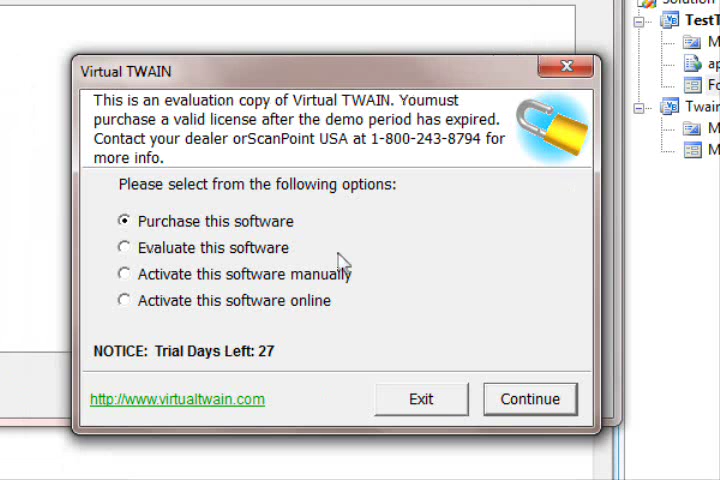 Solution
TestT
Virtual TWAIN
This is an evaluation copy of Virtual TWAIN. Youmust
purchase a valid license after the demo period has expired.
Contact your dealer orScanPoint USA at 1-800-243-8794 for
more info.
Please select from the following options:
Purchase this software
Evaluate this software
Activate this software manually
Activate this software online
NOTICE: Trial Days Left: 27
http://www.virtualtwain.com
Exit
Continue
M
ap
Fo
Twain
M
M